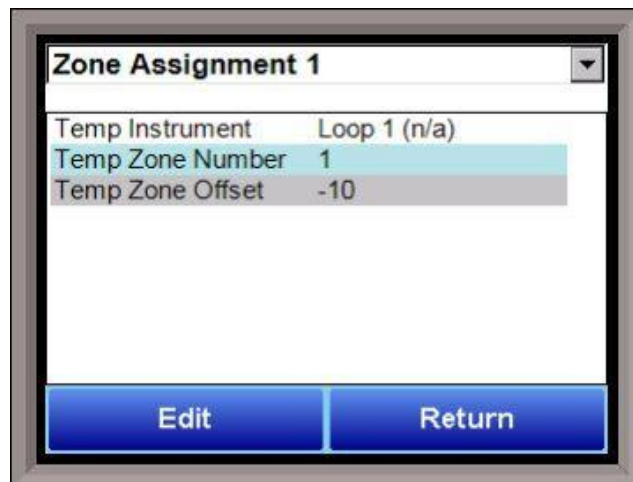 Zone Assignment 1
Temp Instrument Loop 1 (n/a)
Temp Zone Number 1
Temp Zone Offset -10
Edit Return